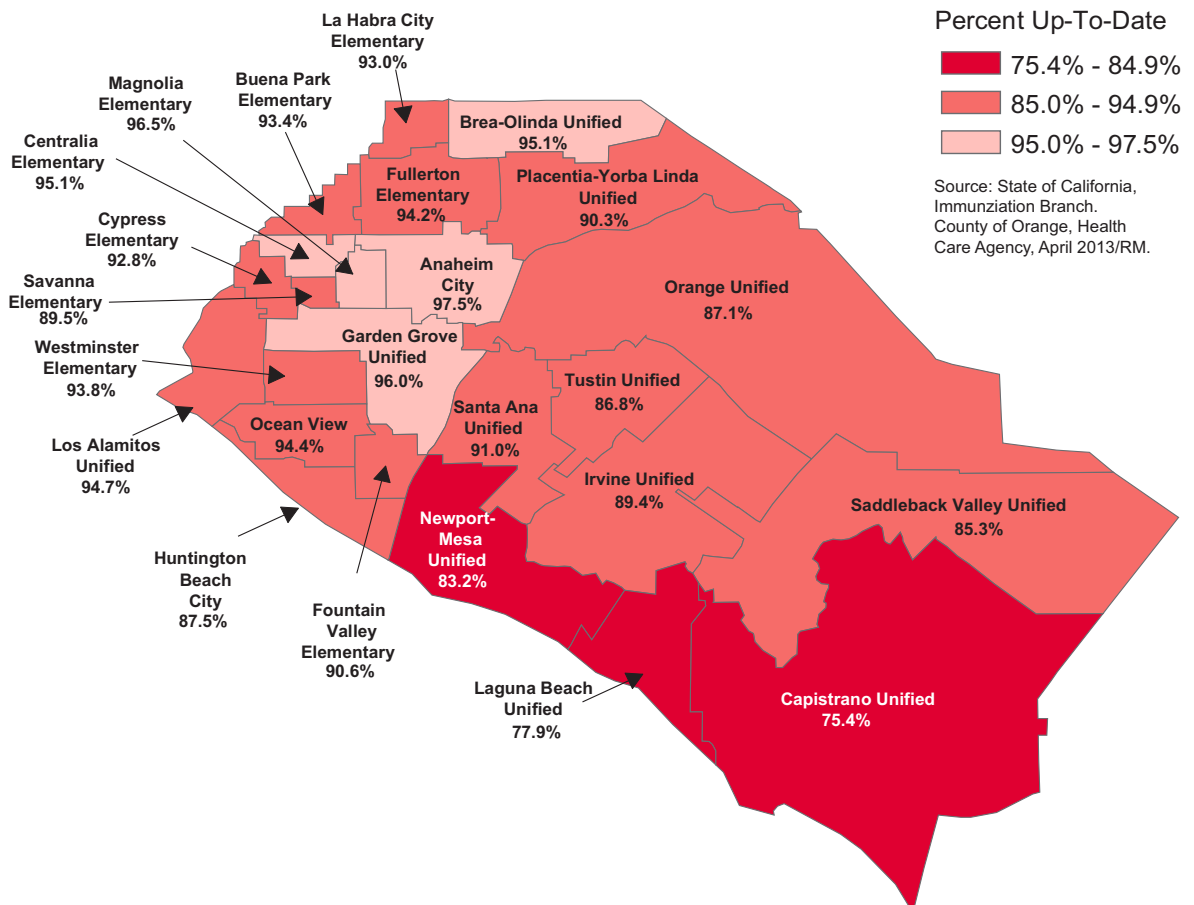 Percent Up-To-Date
75.4% - 84.9%
85.0% - 94.9%
95.0% - 97.5%
Source: State of California,
Immunziation Branch.
County of Orange, Health
Care Agency, April 2013/RM.
La Habra City
Elementary
93.0%
Buena Park
Elementary
93.4%
Magnolia
Elementary
96.5%
Centralia
Elementary
95.1%
Cypress
Elementary
92.8%
Savanna
Elementary
89.5%
Westminster
Elementary
93.8%
Los Alamitos
Unified
94.7%
Huntington
Beach
City
87.5%
Fountain
Valley
Elementary
90.6%
Laguna Beach
Unified
77.9%
Brea-Olinda Unified
95.1%
Fullerton
Elementary
94.2%
Placentia-Yorba Linda
Unified
90.3%
Anaheim
City
97.5%
Orange Unified
87.1%
Garden Grove
Unified
96.0%
Tustin Unified
86.8%
Santa Ana
Unified
91.0%
Ocean View
94.4%
Irvine Unified
89.4%
Saddleback Valley Unified
85.3%
Newport-
Mesa
Unified
83.2%
Capistrano Unified
75.4%